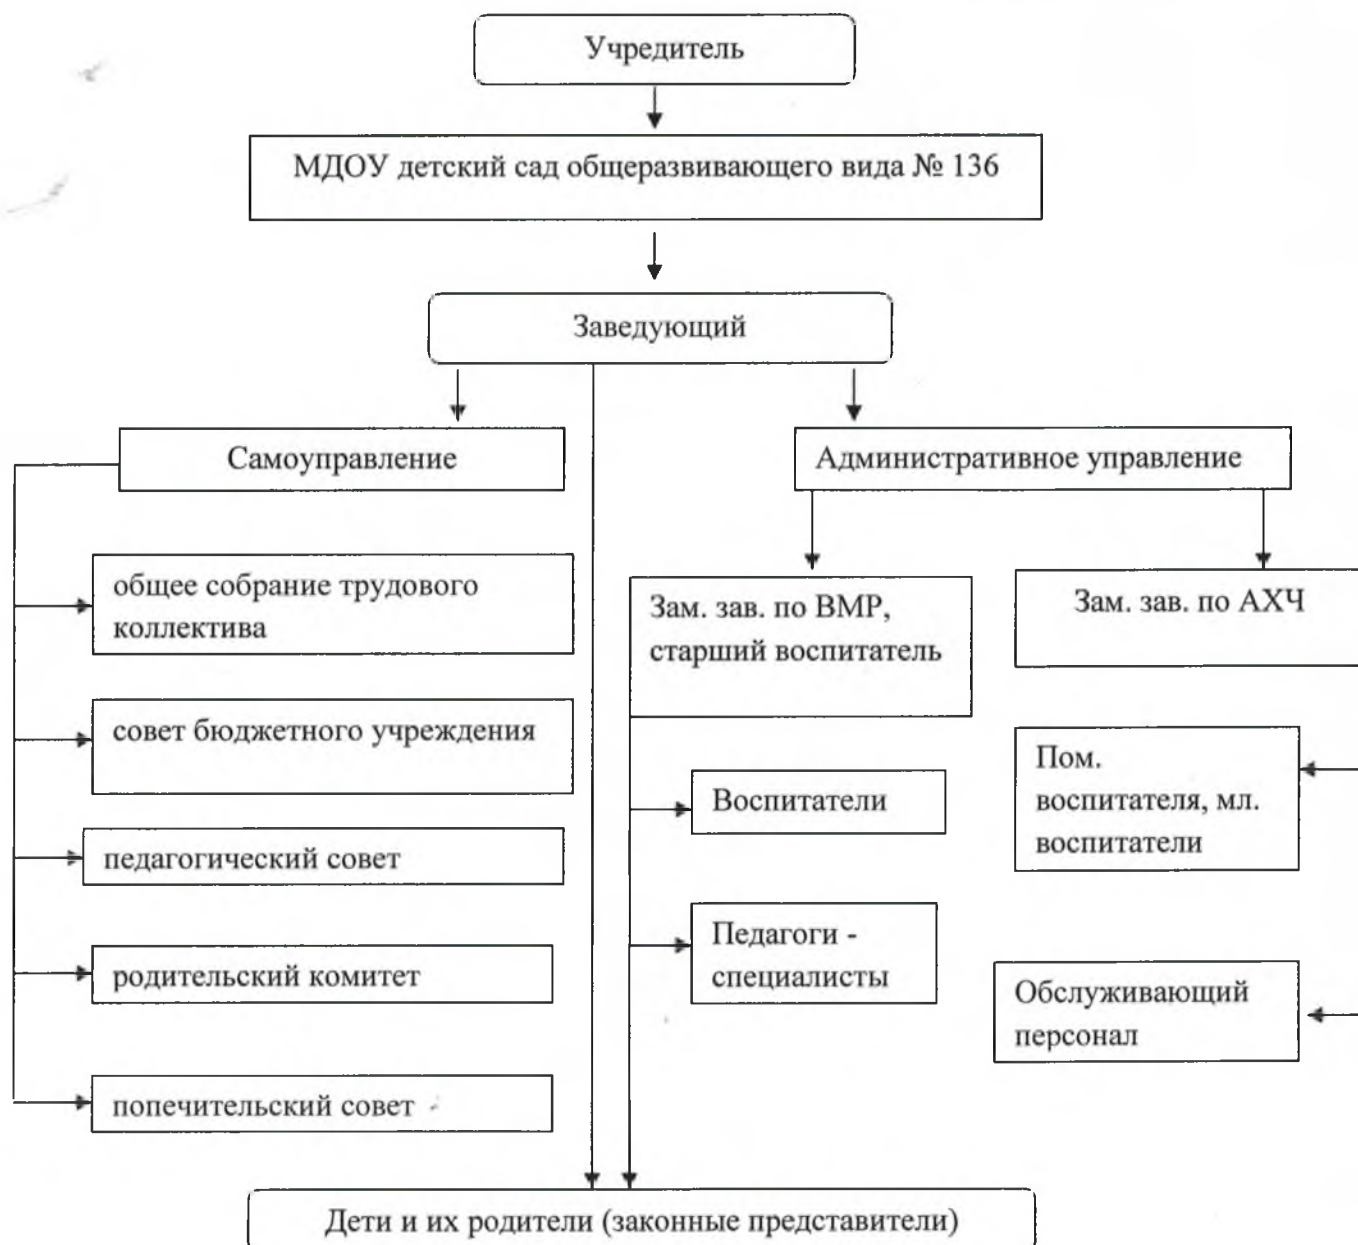 Учредитель
МДОУ детский сад общеразвивающего вида № 136
Заведующий
Самоуправление
Административное управление
общее собрание трудового
коллектива
совет бюджетного учреждения
педагогический совет
родительский комитет
попечительский совет
Зам. зав. по ВМР,
старший воспитатель
Воспитатели
Педагоги -
специалисты
Зам. зав. по АХЧ
Пом.
воспитателя, мл.
воспитатели
Обслуживающий
персонал
Дети и их родители (законные представители)